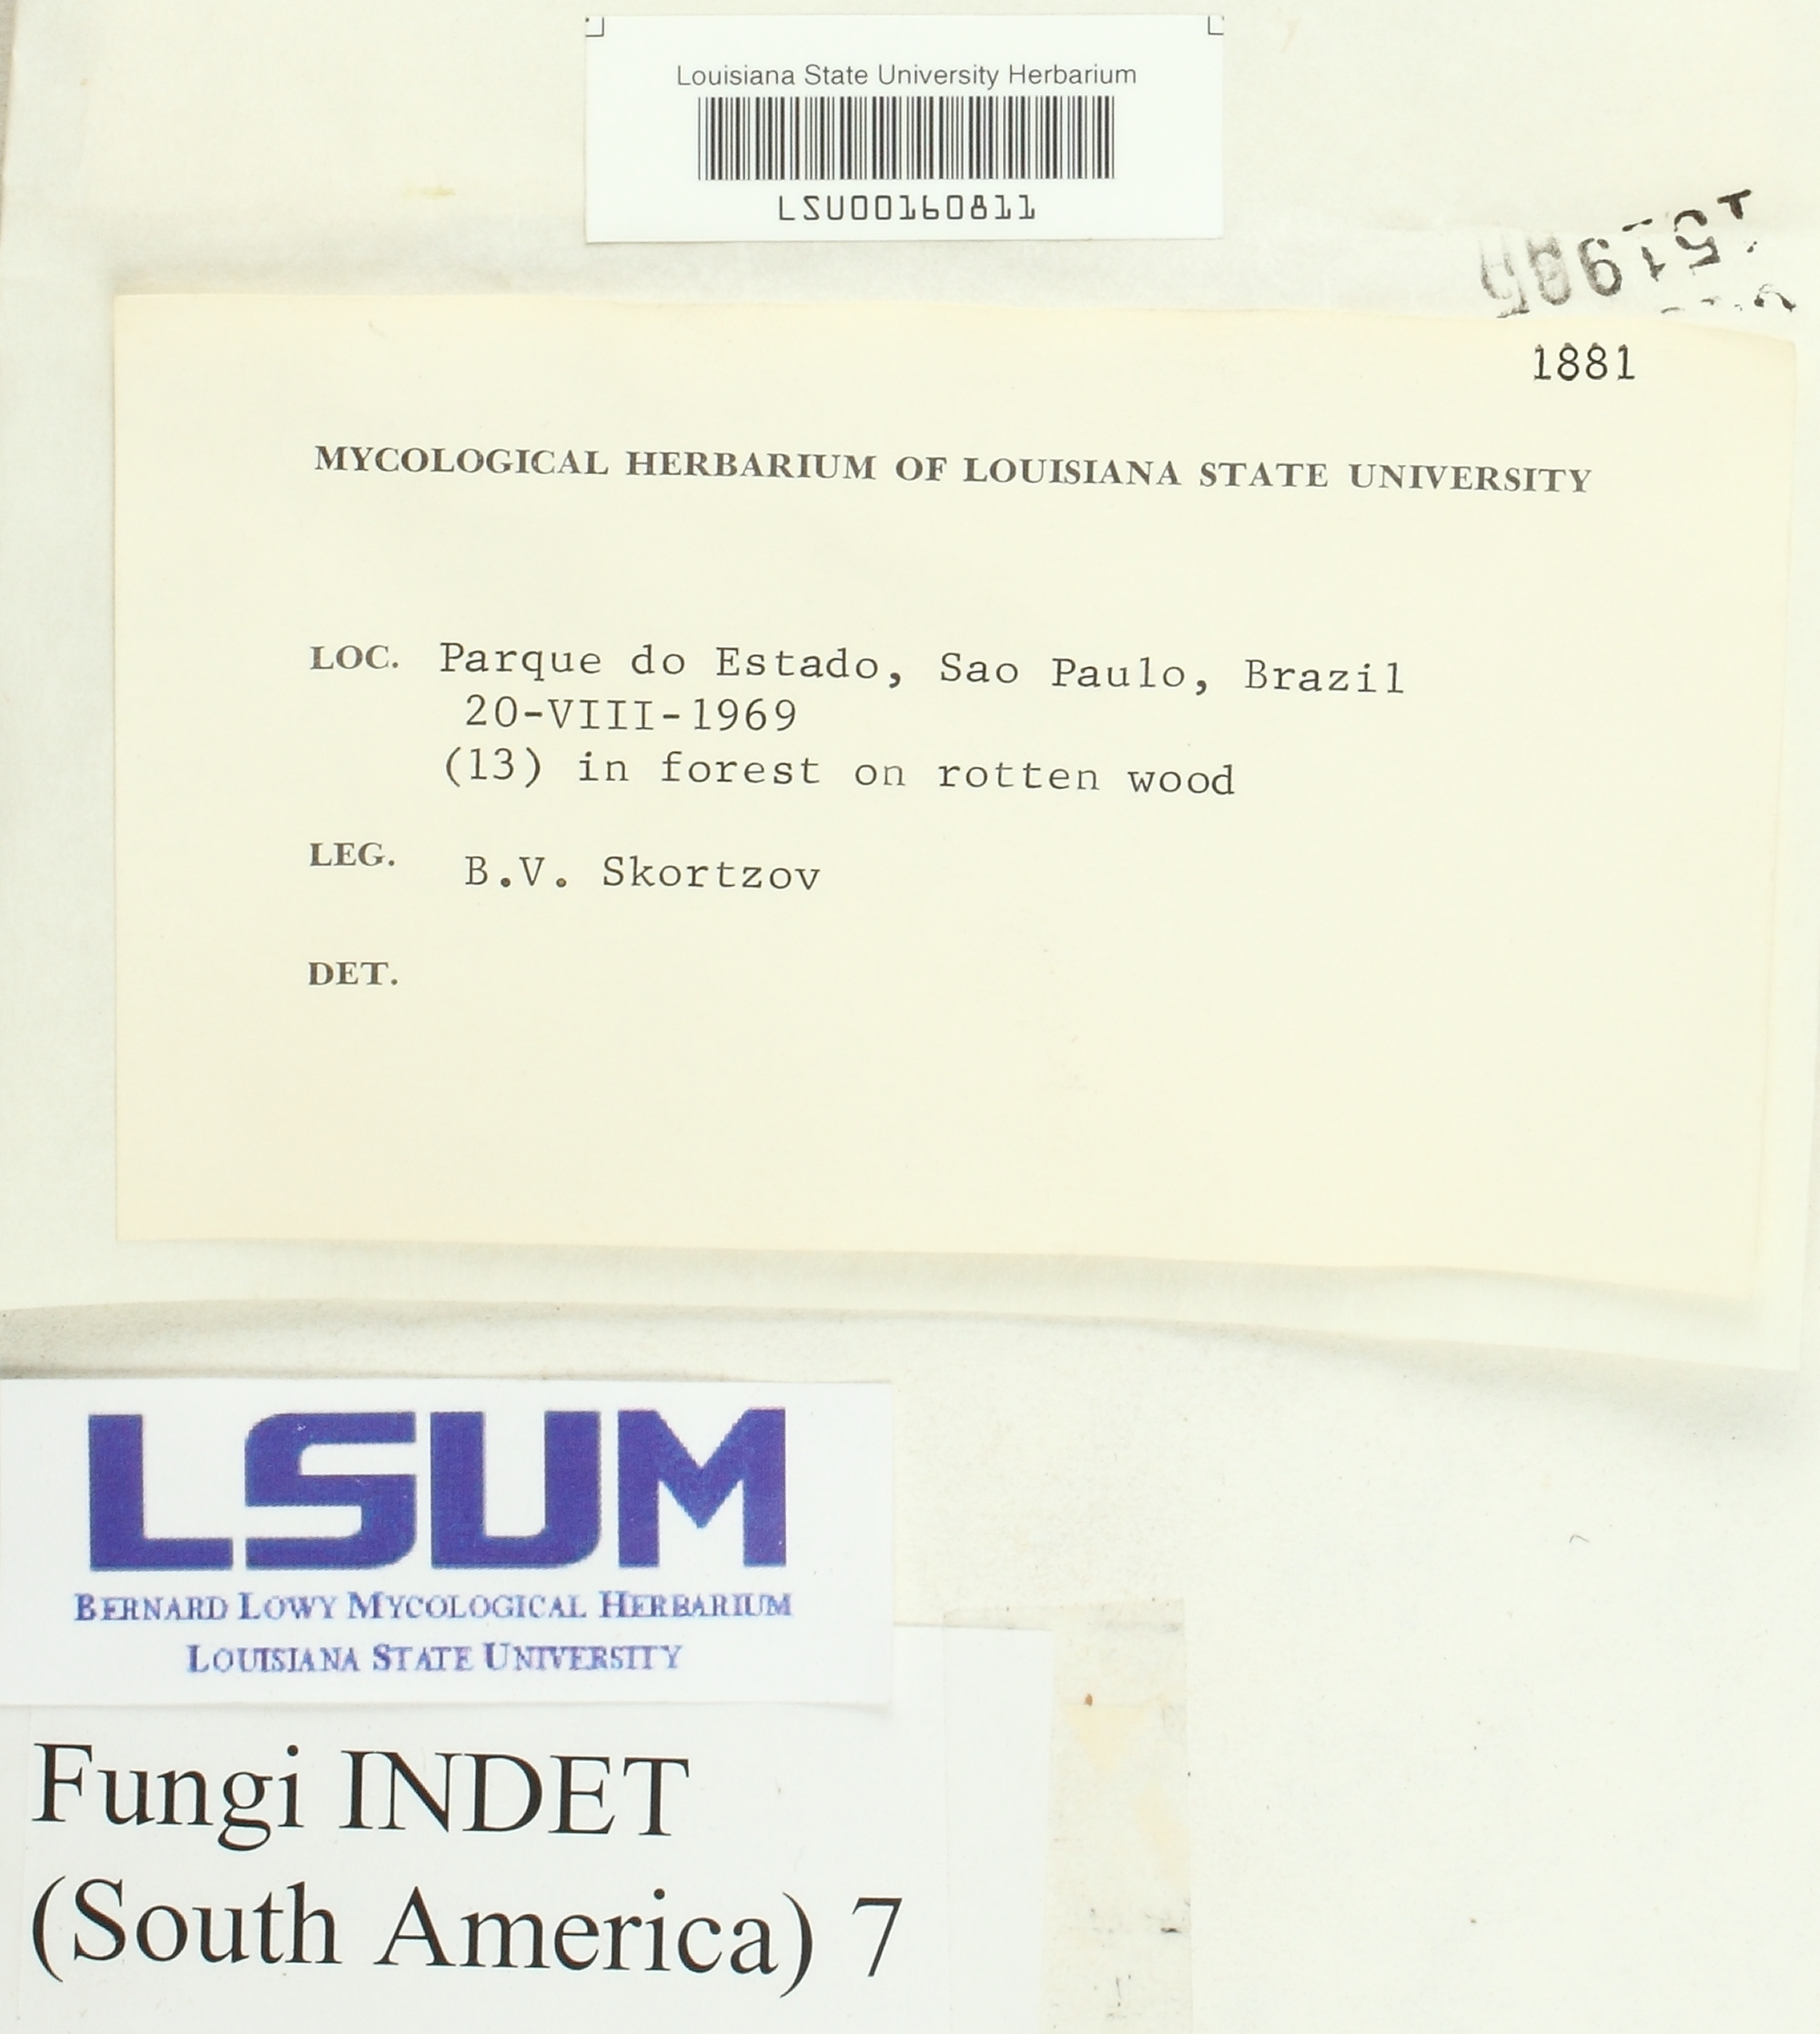 Louisiana State University Herbarium
LSU00160811
1881
MYCOLOGICAL HERBARIUM OF LOUISIANA STATE UNIVERSITY
LOC. Parque do Estado, Sao Paulo, Brazil
20-VIII-1969
(13) in forest on rotten wood
LEG. B.V. Skortzov
DET.
LSUM
BERNARD LOWY MYCOLOGICAL HERBARIUM
LOUISIANA STATE UNIVERSITY
Fungi INDET
(South America) 7